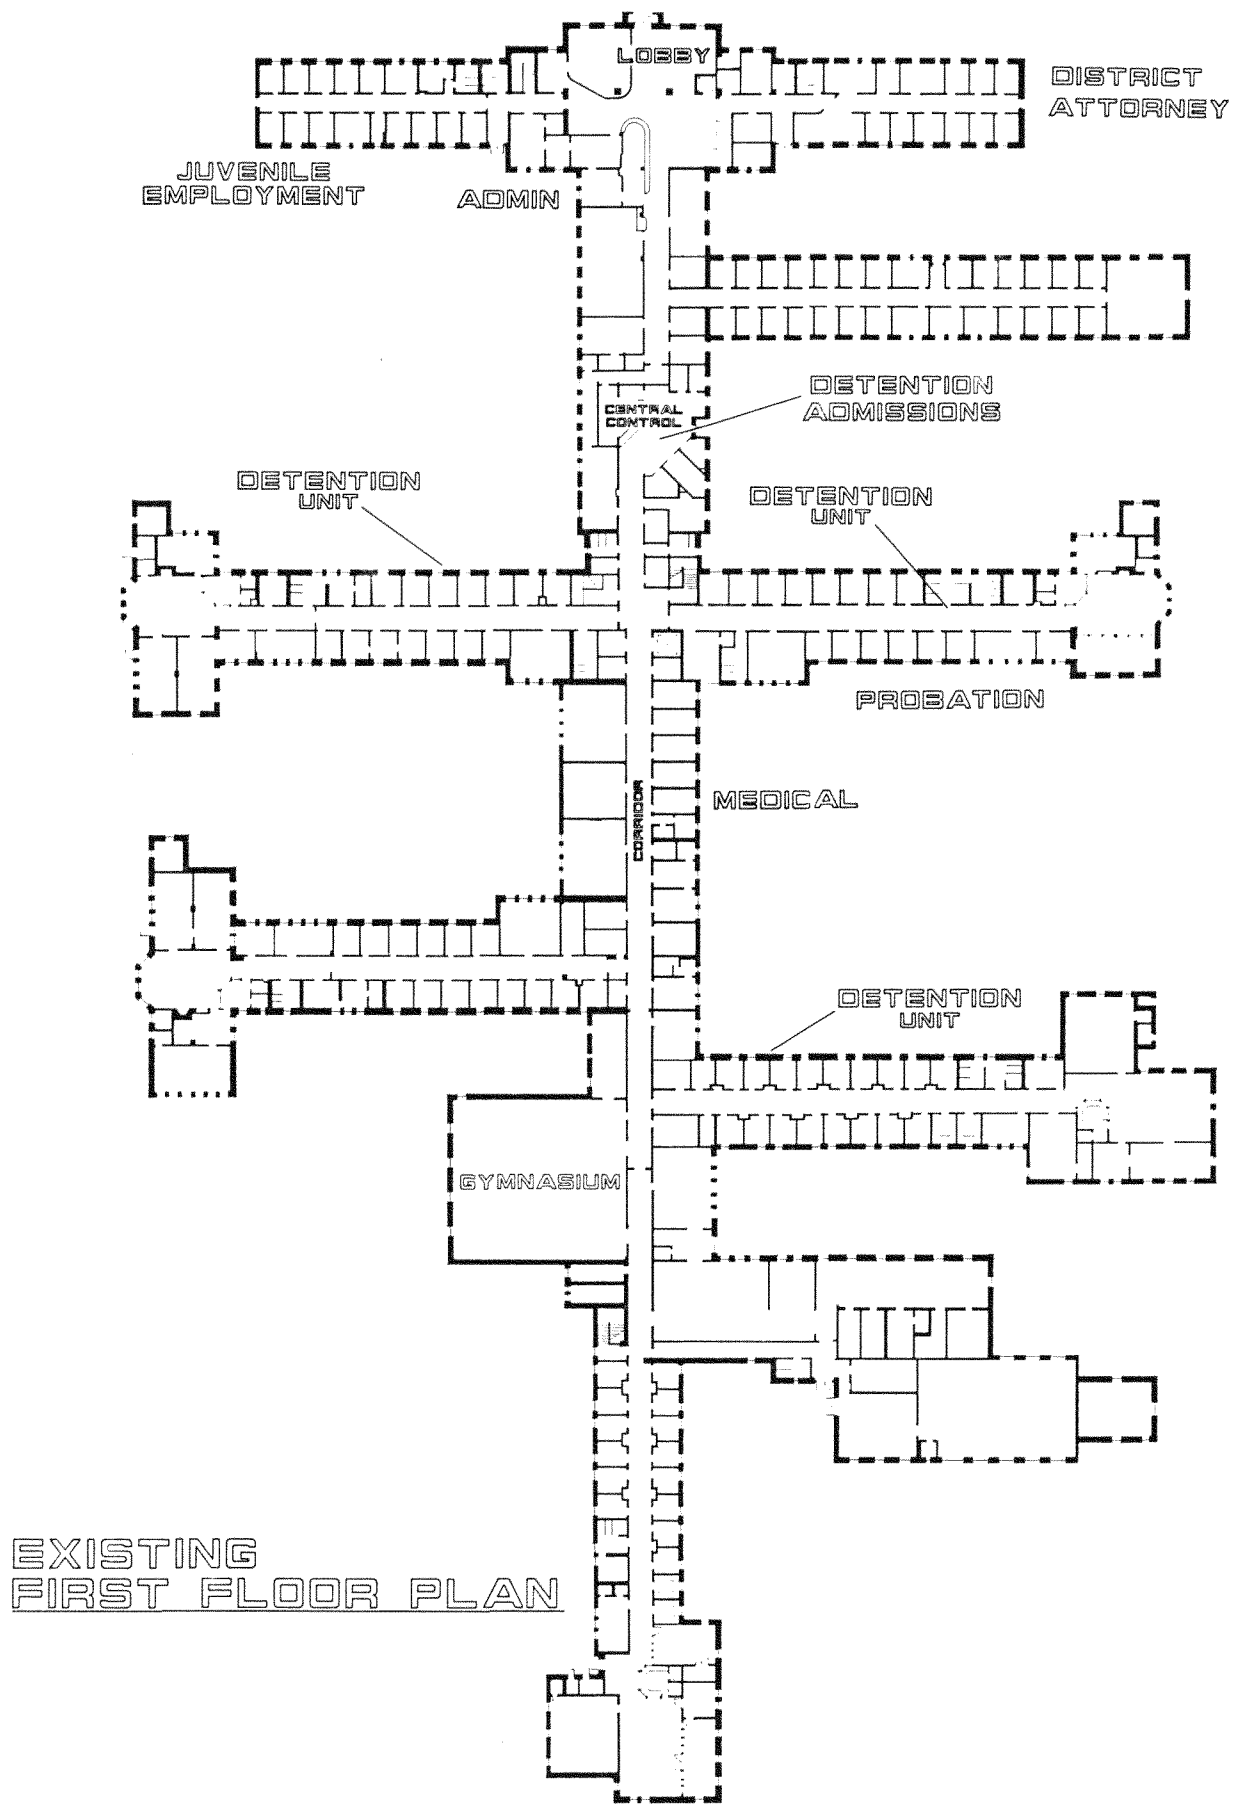 LOBBY
DISTRICT
ATTORNEY
JUVENILE
EMPLOYMENT
ADMIN
DETENTION
ADMISSIONS
CENTRAL
CONTROL
DETENTION
UNIT
DETENTION
UNIT
PROBATION
MEDICAL
CORRIDOR
DETENTION
UNIT
GYMNASIUM
EXISTING
FIRST FLOOR PLAN